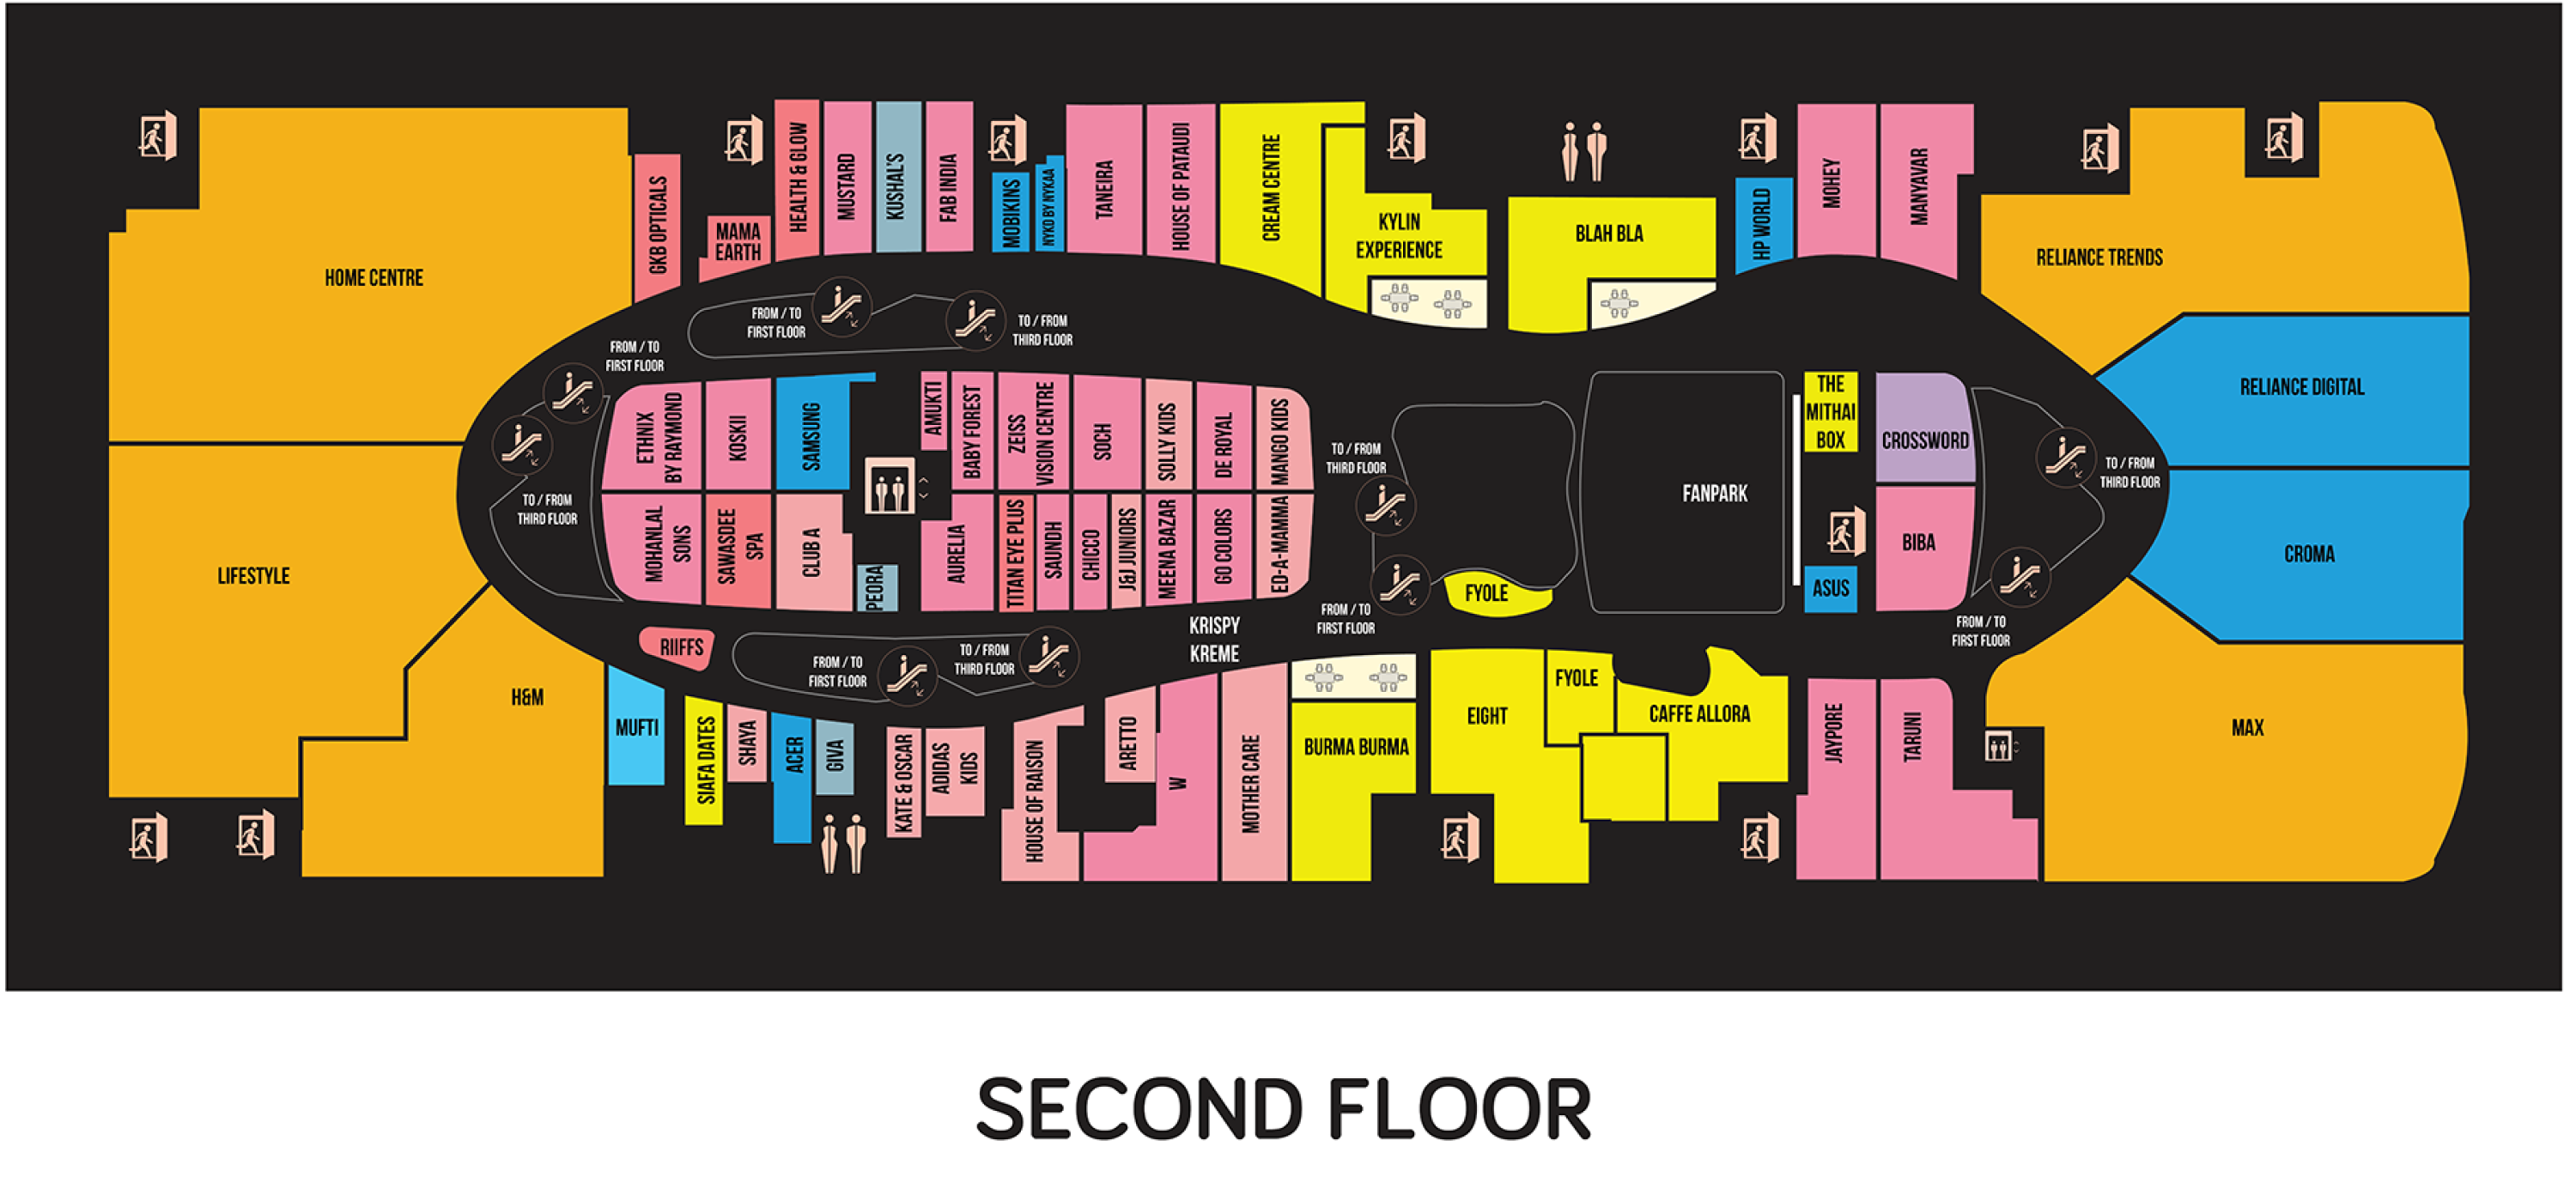 HOME CENTRE
GKB OPTICALS
MAMA
EARTH
HEALTH & GLOW
MUSTARD
KUSHAL'S
FAB INDIA
MOBIKINS
NYKD BY NYKAA
TANEIRA
HOUSE OF PATAUDI
CREAM CENTRE
KYLIN
EXPERIENCE
BLAH BLA
HP WORLD
MOHEY
MANYAVAR
RELIANCE TRENDS
FROM / TO
FIRST FLOOR
TO / FROM
THIRD FLOOR
FROM / TO
FIRST FLOOR
TO / FROM
THIRD FLOOR
ETHNIX
BY RAYMOND
KOSKII
SAMSUNG
AMUKTI
BABY FOREST
ZEISS
VISION CENTRE
SOCH
SOLLY KIDS
DE ROYAL
MANGO KIDS
TO / FROM
THIRD FLOOR
FANPARK
THE
MITHAI
BOX
CROSSWORD
TO / FROM
THIRD FLOOR
RELIANCE DIGITAL
LIFESTYLE
MOHANLAL
SONS
SAWASDEE
SPA
CLUB A
PEORA
AURELIA
TITAN EYE PLUS
SAUNDH
CHICCO
J&J JUNIORS
MEENA BAZAR
GO COLORS
ED-A-MAMMA
FROM / TO
FIRST FLOOR
FYOLE
ASUS
BIBA
FROM / TO
FIRST FLOOR
CROMA
RIIFFS
FROM / TO
FIRST FLOOR
TO / FROM
THIRD FLOOR
KRISPY
KREME
H&M
MUFTI
SIAFA DATES
SHAYA
ACER
GIVA
KATE & OSCAR
ADIDAS
KIDS
HOUSE OF RAISON
ARETTO
W
MOTHER CARE
BURMA BURMA
EIGHT
FYOLE
CAFFE ALLORA
JAYPORE
TARUNI
MAX
SECOND FLOOR